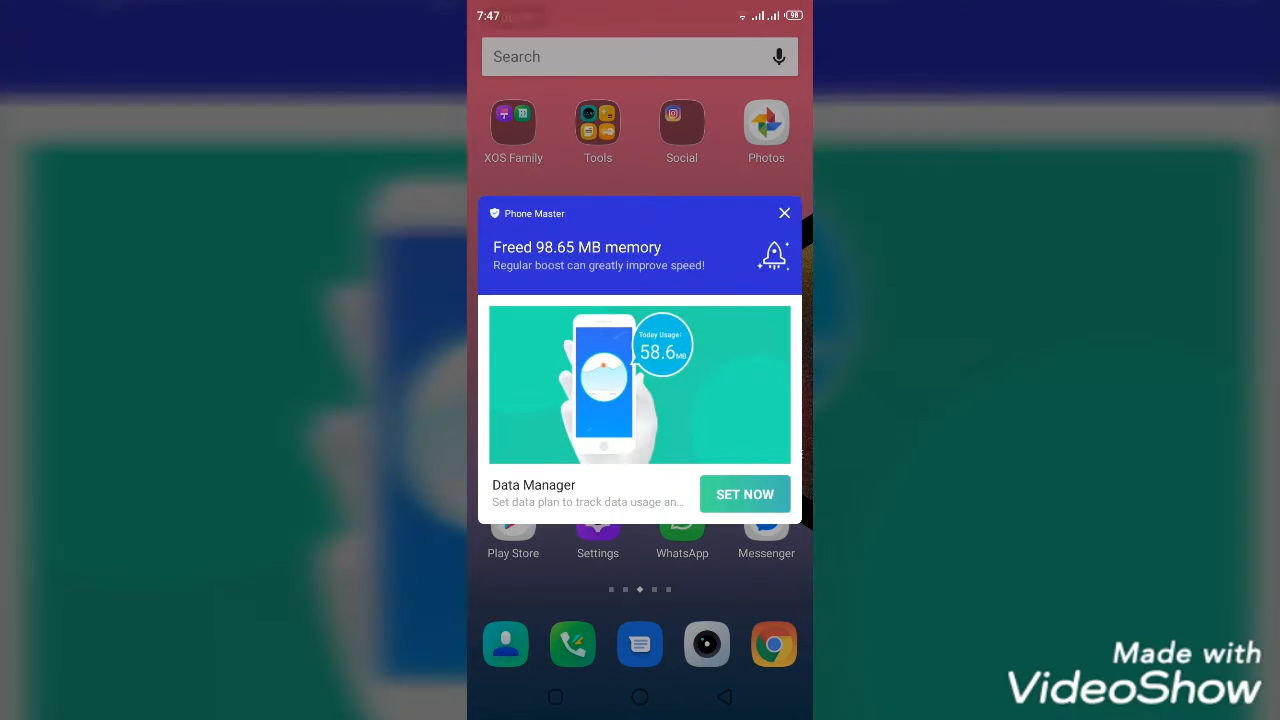 7:47
98
Search
XOS Family
Tools
Social
Photos
Phone Master
Freed 98.65 MB memory
Regular boost can greatly improve speed!
Today Usage:
58.6MB
Data Manager
Set data plan to track data usage an...
SET NOW
Play Store
Settings
WhatsApp
Messenger
Made with
VideoShow